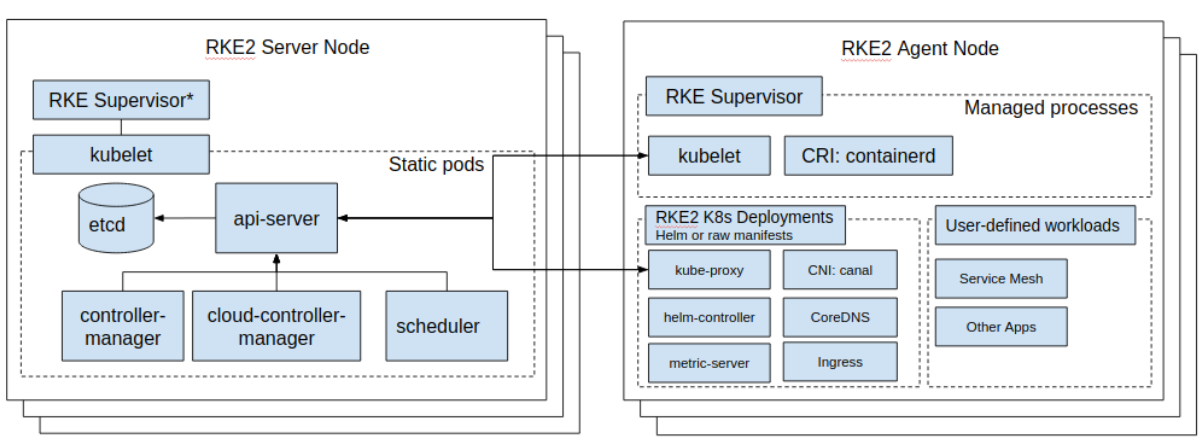 RKE2 Server Node
RKE Supervisor*
kubelet
Static pods
etcd
api-server
controller-
manager
cloud-controller-
manager
scheduler
RKE2 Agent Node
RKE Supervisor
Managed processes
kubelet
CRI: containerd
RKE2 K8s Deployments
Helm or raw manifests
kube-proxy
CNI: canal
helm-controller
CoreDNS
metric-server
Ingress
User-defined workloads
Service Mesh
Other Apps